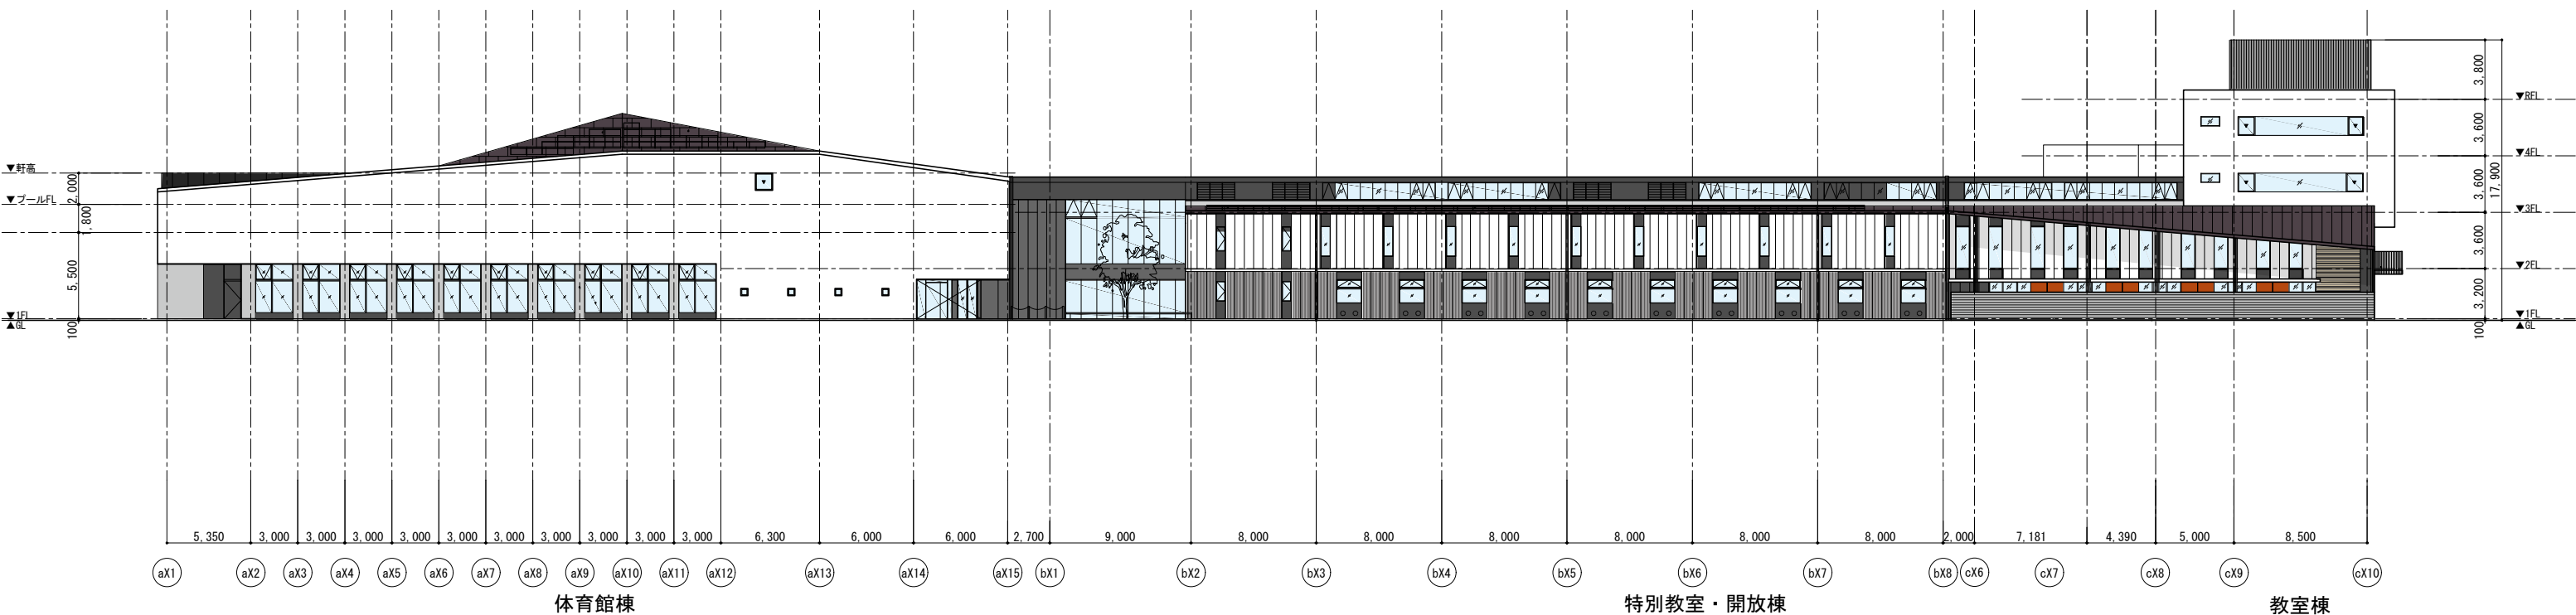 3,800
▼RFL
3,600
▼4FL
▼軒高
2,000
3,600
17,900
▼プールFL
1,800
▼3FL
3,600
5,500
▼2FL
3,200
▼1FL
▲GL
100
▼1FL
▲GL
100
5,350 3,000 3,000 3,000 3,000 3,000 3,000 3,000 3,000 3,000 3,000 6,300 6,000 6,000 2,700 9,000 8,000 8,000 8,000 8,000 8,000 8,000 2,000 7,181 4,390 5,000 8,500
aX1 aX2 aX3 aX4 aX5 aX6 aX7 aX8 aX9 aX10 aX11 aX12 aX13 aX14 aX15 bX1 bX2 bX3 bX4 bX5 bX6 bX7 bX8 cX6 cX7 cX8 cX9 cX10
体育館棟 特別教室・開放棟 教室棟